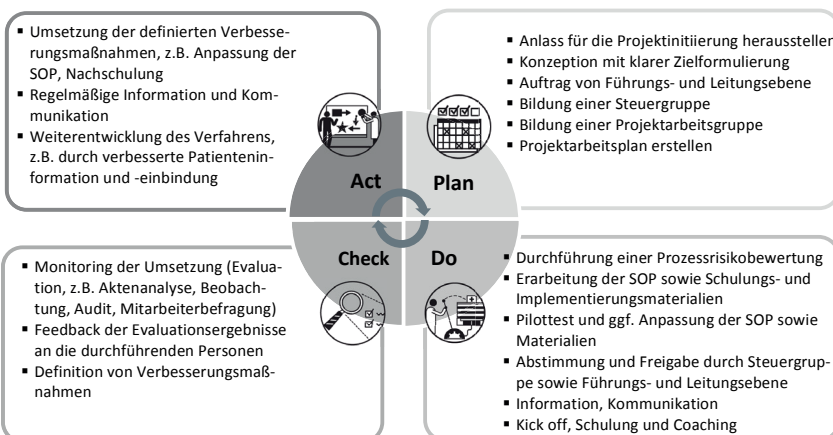 ▪ Umsetzung der definierten Verbesse-
rungsmaßnahmen, z.B. Anpassung der
SOP, Nachschulung
▪ Regelmäßige Information und Kom-
munikation
▪ Weiterentwicklung des Verfahrens,
z.B. durch verbesserte Patientenin-
formation und -einbindung
▪ Anlass für die Projektinitiierung herausstellen
▪ Konzeption mit klarer Zielformulierung
▪ Auftrag von Führungs- und Leitungsebene
▪ Bildung einer Steuergruppe
▪ Bildung einer Projektarbeitsgruppe
▪ Projektarbeitsplan erstellen
Act
Plan
Check
Do
▪ Monitoring der Umsetzung (Evalua-
tion, z.B. Aktenanalyse, Beobach-
tung, Audit, Mitarbeiterbefragung)
▪ Feedback der Evaluationsergebnisse
an die durchführenden Personen
▪ Definition von Verbesserungsmaß-
nahmen
▪ Durchführung einer Prozessrisikobewertung
▪ Erarbeitung der SOP sowie Schulungs- und
Implementierungsmaterialien
▪ Pilottest und ggf. Anpassung der SOP sowie
Materialien
▪ Abstimmung und Freigabe durch Steuergrup-
pe sowie Führungs- und Leitungsebene
▪ Information, Kommunikation
▪ Kick off, Schulung und Coaching